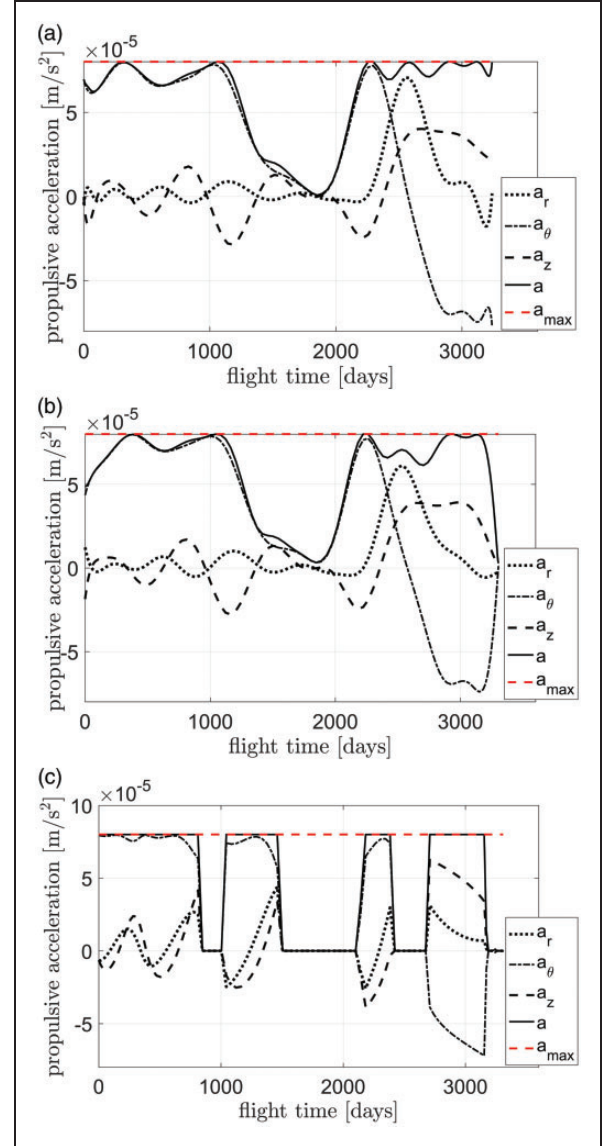 (a)
×10⁻⁵
propulsive acceleration [m/s²]
5
0
-5
0 1000 2000 3000
flight time [days]
a_r
a_θ
a_z
a
a_max
(b)
×10⁻⁵
propulsive acceleration [m/s²]
5
0
-5
0 1000 2000 3000
flight time [days]
a_r
a_θ
a_z
a
a_max
(c)
×10⁻⁵
propulsive acceleration [m/s²]
10
5
0
-5
0 1000 2000 3000
flight time [days]
a_r
a_θ
a_z
a
a_max